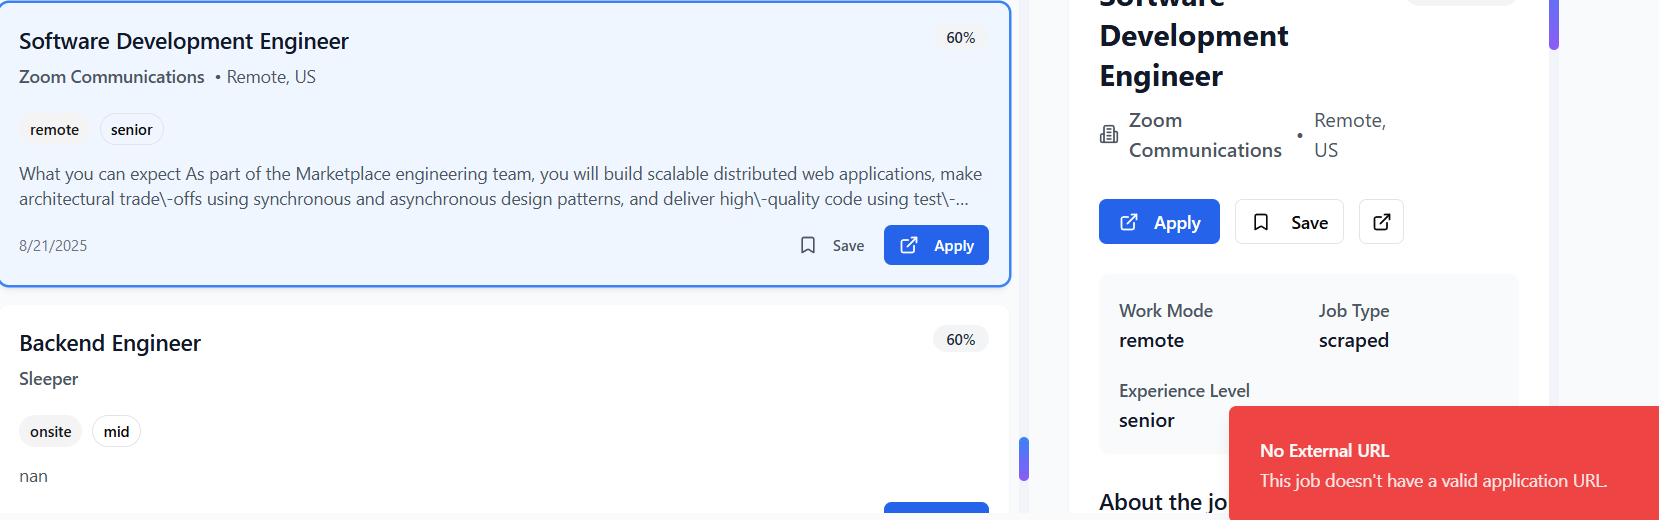 Software Development Engineer
60%
Zoom Communications • Remote, US
remote senior
What you can expect As part of the Marketplace engineering team, you will build scalable distributed web applications, make
architectural trade\-offs using synchronous and asynchronous design patterns, and deliver high\-quality code using test\-...
8/21/2025
Save
Apply
Backend Engineer
60%
Sleeper
onsite mid
nan
Software
Development
Engineer
Zoom
Communications
•
Remote,
US
Apply
Save
Work Mode
remote
Job Type
scraped
Experience Level
senior
About the jo
No External URL
This job doesn't have a valid application URL.